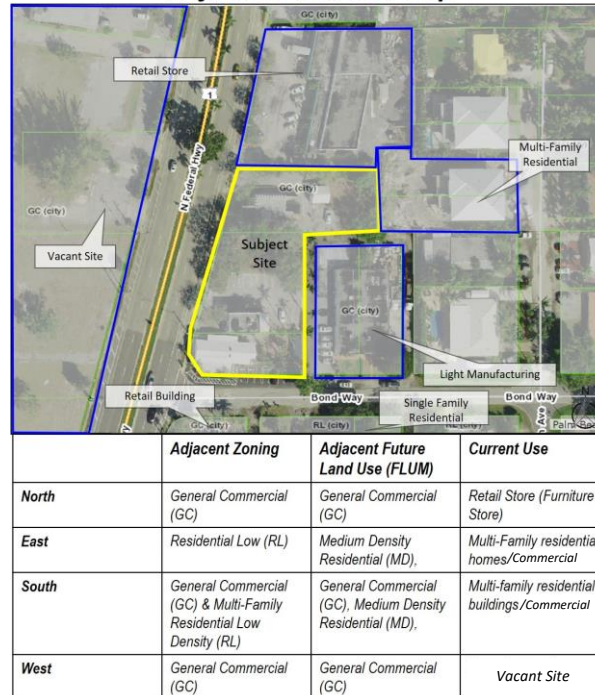 GC (city)
Retail Store
1
Multi-Family
Residential
N Federal Hwy
GC (city)
GC (city)
Subject
Site
Vacant Site
GC (city)
Light Manufacturing
Retail Building
Bond Way
Bond Way
Single Family
Residential
GC (city)
RL (city)
Adjacent Zoning
Adjacent Future
Land Use (FLUM)
Current Use
North
General Commercial
(GC)
General Commercial
(GC)
Retail Store (Furniture
Store)
East
Residential Low (RL)
Medium Density
Residential (MD),
Multi-Family residentia
homes/Commercial
South
General Commercial
(GC) & Multi-Family
Residential Low
Density (RL)
General Commercial
(GC), Medium Density
Residential (MD),
Multi-family residential
buildings/Commercial
West
General Commercial
(GC)
General Commercial
(GC)
Vacant Site